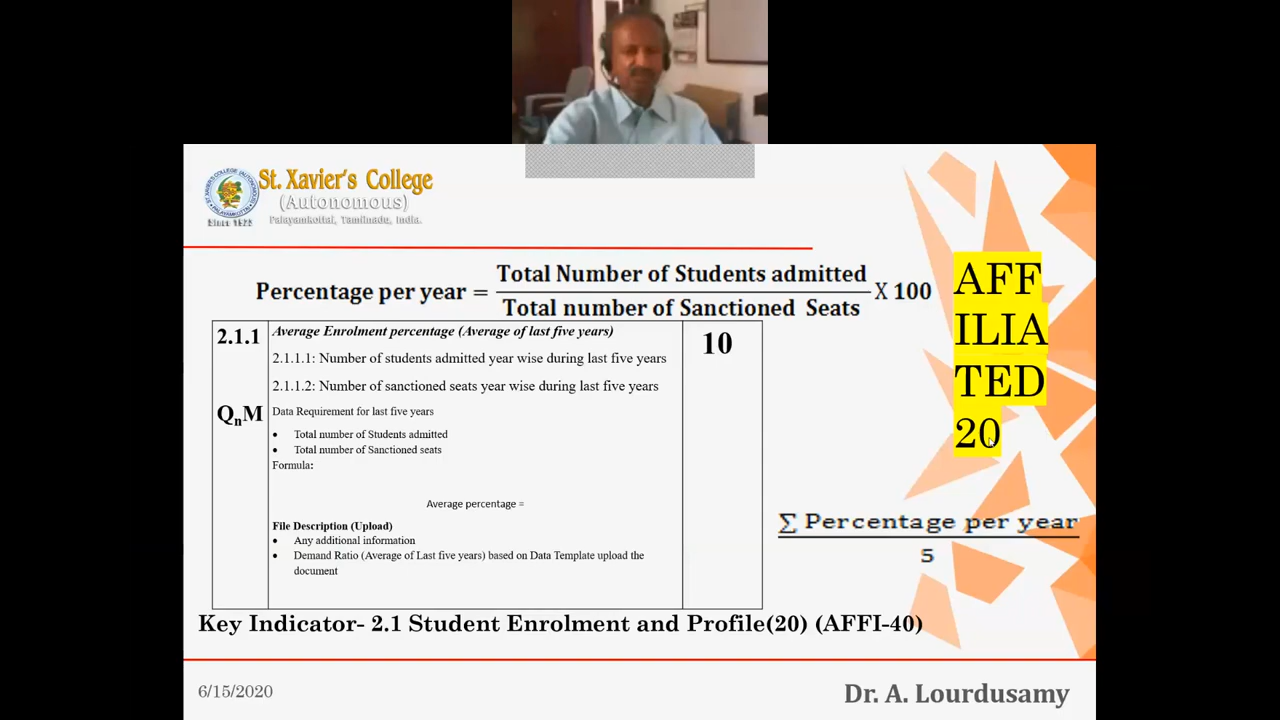 St. Xavier's College
(Autonomous)
Palayamkottai, Tamilnadu, India.
Since 1923
Percentage per year = Total Number of Students admitted
Total number of Sanctioned Seats X 100
2.1.1
QnM
Average Enrolment percentage (Average of last five years)
2.1.1.1: Number of students admitted year wise during last five years
2.1.1.2: Number of sanctioned seats year wise during last five years
Data Requirement for last five years
• Total number of Students admitted
• Total number of Sanctioned seats
Formula:
Average percentage =
File Description (Upload)
• Any additional information
• Demand Ratio (Average of Last five years) based on Data Template upload the
document
10
AFF
ILIA
TED
20
∑ Percentage per year
5
Key Indicator- 2.1 Student Enrolment and Profile(20) (AFFI-40)
6/15/2020
Dr. A. Lourdusamy